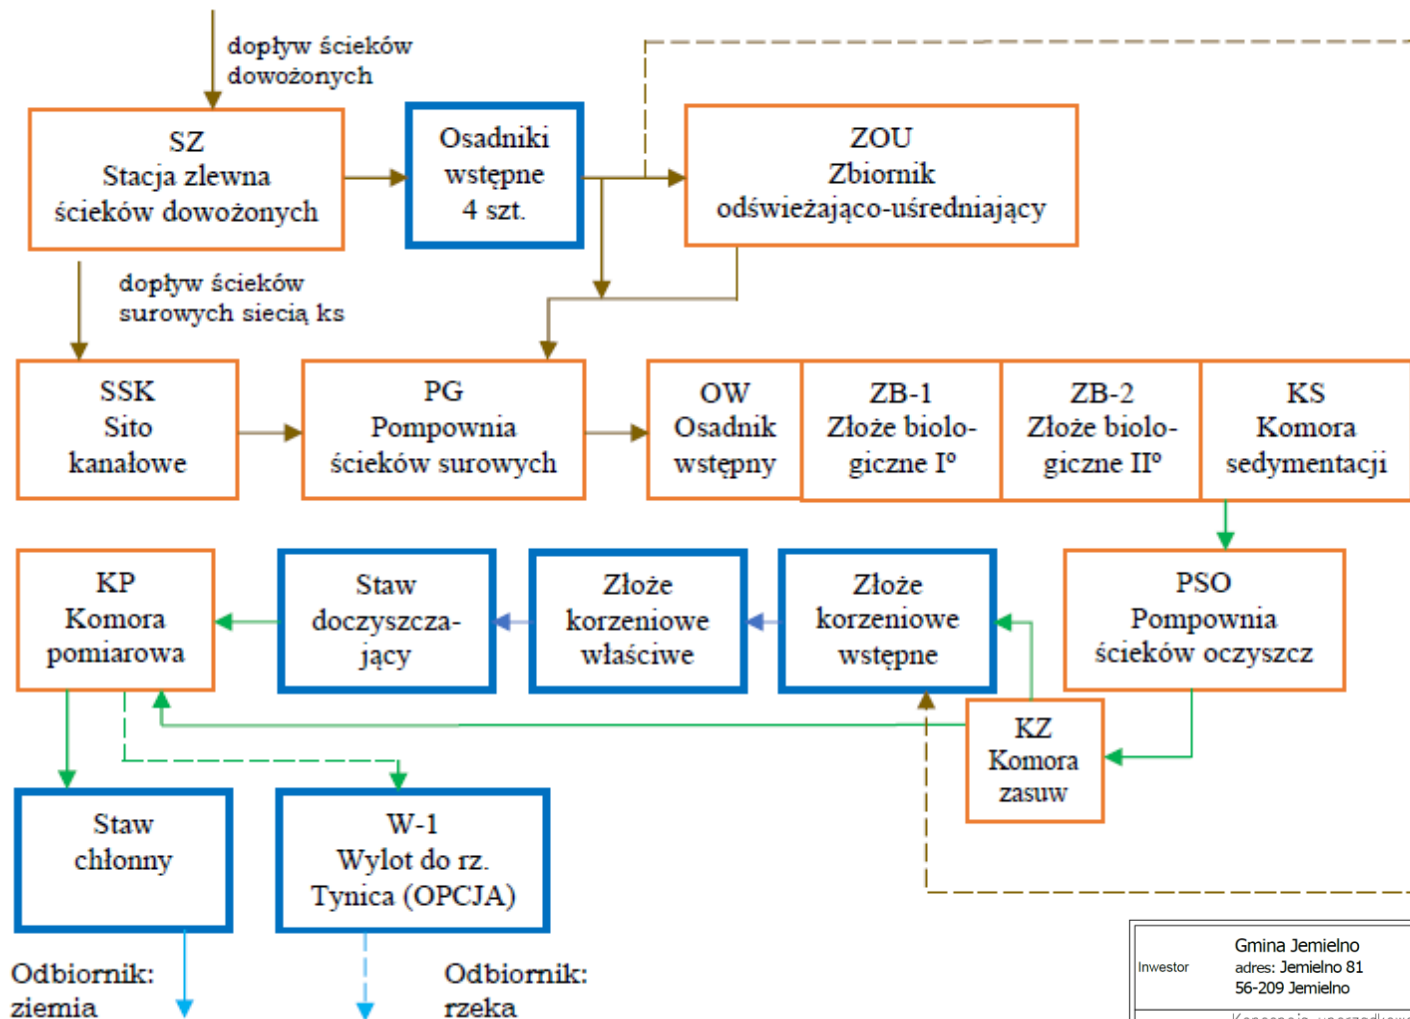 dopływ ścieków
dowożonych
SZ
Stacja zlewna
ścieków dowożonych
Osadniki
wstępne
4 szt.
ZOU
Zbiornik
odświeżająco-uśredniający
dopływ ścieków
surowych siecią ks
SSK
Sito
kanałowe
PG
Pompownia
ścieków surowych
OW
Osadnik
wstępny
ZB-1
Złoże biolo-
giczne Iº
ZB-2
Złoże biolo-
giczne IIº
KS
Komora
sedymentacji
KP
Komora
pomiarowa
Staw
doczyszcza-
jący
Złoże
korzeniowe
właściwe
Złoże
korzeniowe
wstępne
PSO
Pompownia
ścieków oczyszcz
KZ
Komora
zasuw
Staw
chłonny
W-1
Wylot do rz.
Tynica (OPCJA)
Odbiornik:
ziemia
Odbiornik:
rzeka
Inwestor
Gmina Jemielno
adres: Jemielno 81
56-209 Jemielno